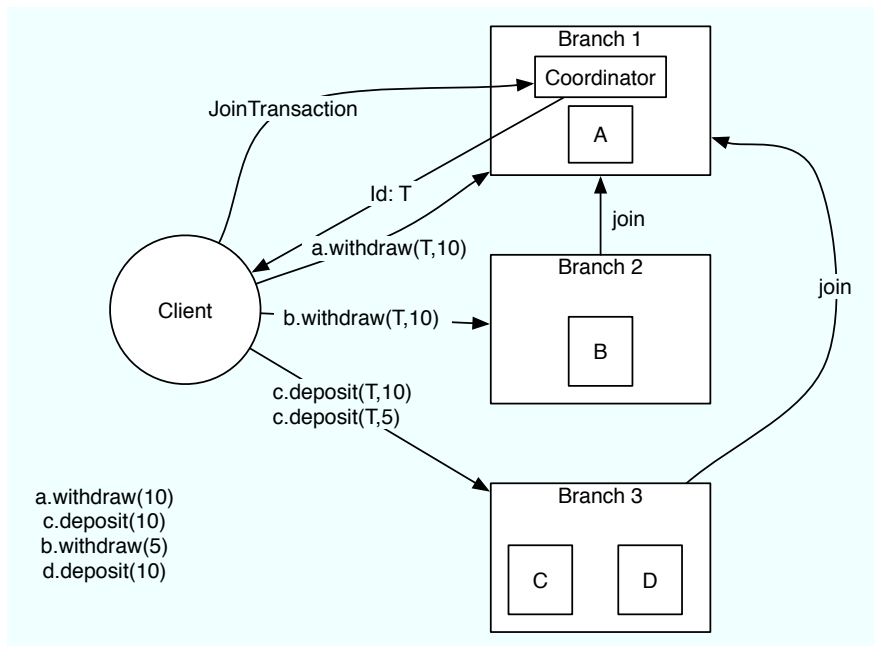 Branch 1
Coordinator
JoinTransaction
A
Id: T
a.withdraw(T,10)
join
Branch 2
join
Client
b.withdraw(T,10)
B
c.deposit(T,10)
c.deposit(T,5)
Branch 3
a.withdraw(10)
c.deposit(10)
b.withdraw(5)
d.deposit(10)
C
D